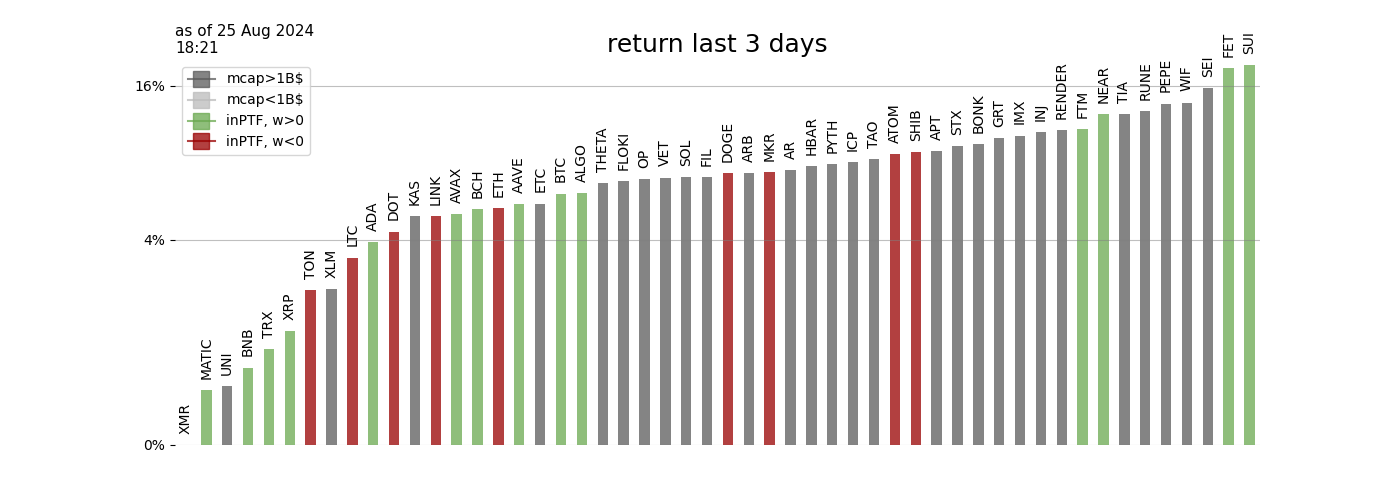 as of 25 Aug 2024
18:21
return last 3 days
mcap>1B$
mcap<1B$
inPTF, w>0
inPTF, w<0
16%
4%
0%
XMR
MATIC
UNI
BNB
TRX
XRP
TON
XLM
LTC
ADA
DOT
KAS
LINK
AVAX
BCH
ETH
AAVE
ETC
BTC
ALGO
THETA
FLOKI
OP
VET
SOL
FIL
DOGE
ARB
MKR
AR
HBAR
PYTH
ICP
TAO
ATOM
SHIB
APT
STX
BONK
GRT
IMX
INJ
RENDER
FTM
NEAR
TIA
RUNE
PEPE
WIF
SEI
FET
SUI